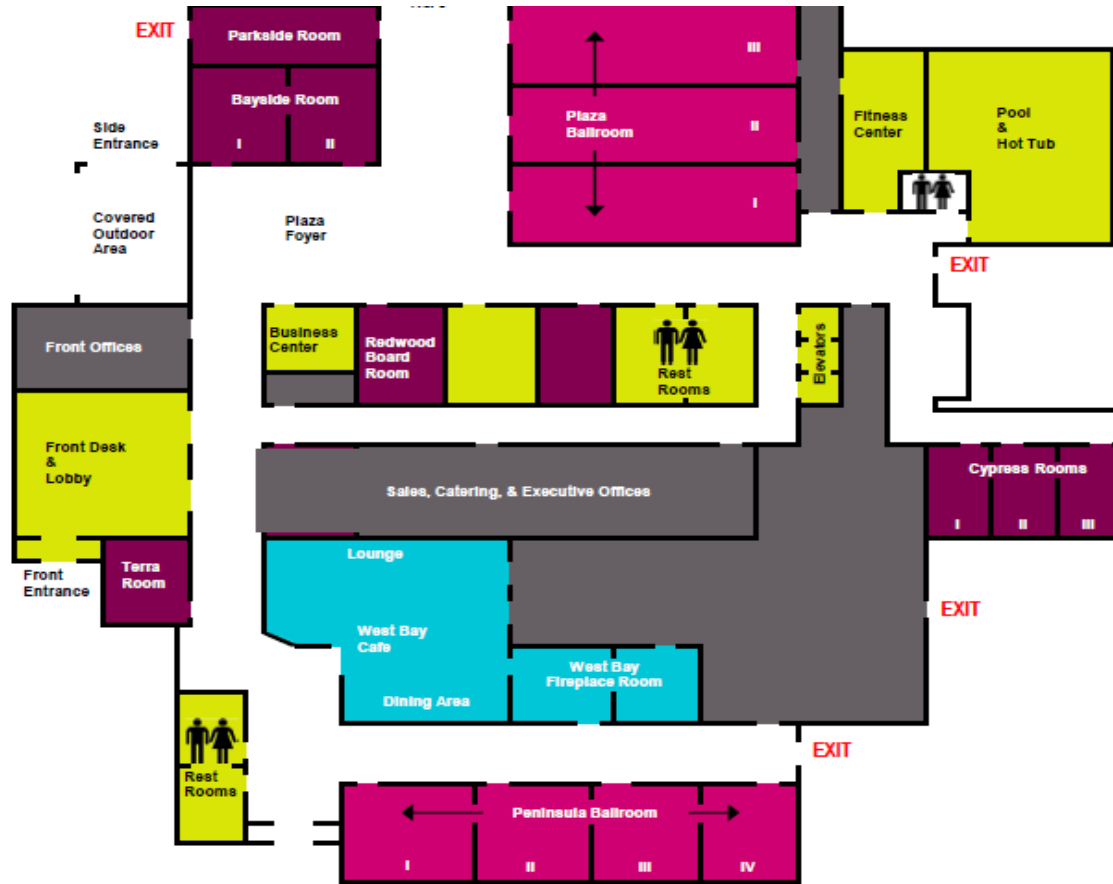 EXIT
Parkside Room
III
Bayside Room
Plaza
Ballroom
II
Fitness
Center
Pool
&
Hot Tub
Side
Entrance
I
II
I
Covered
Outdoor
Area
Plaza
Foyer
EXIT
Front Offices
Business
Center
Redwood
Board
Room
Rest
Rooms
Elevators
Front Desk
&
Lobby
Sales, Catering, & Executive Offices
Cypress Rooms
I
II
III
Front
Entrance
Terra
Room
Lounge
EXIT
West Bay
Cafe
West Bay
Fireplace Room
Dining Area
EXIT
Rest
Rooms
Peninsula Ballroom
I
II
III
IV